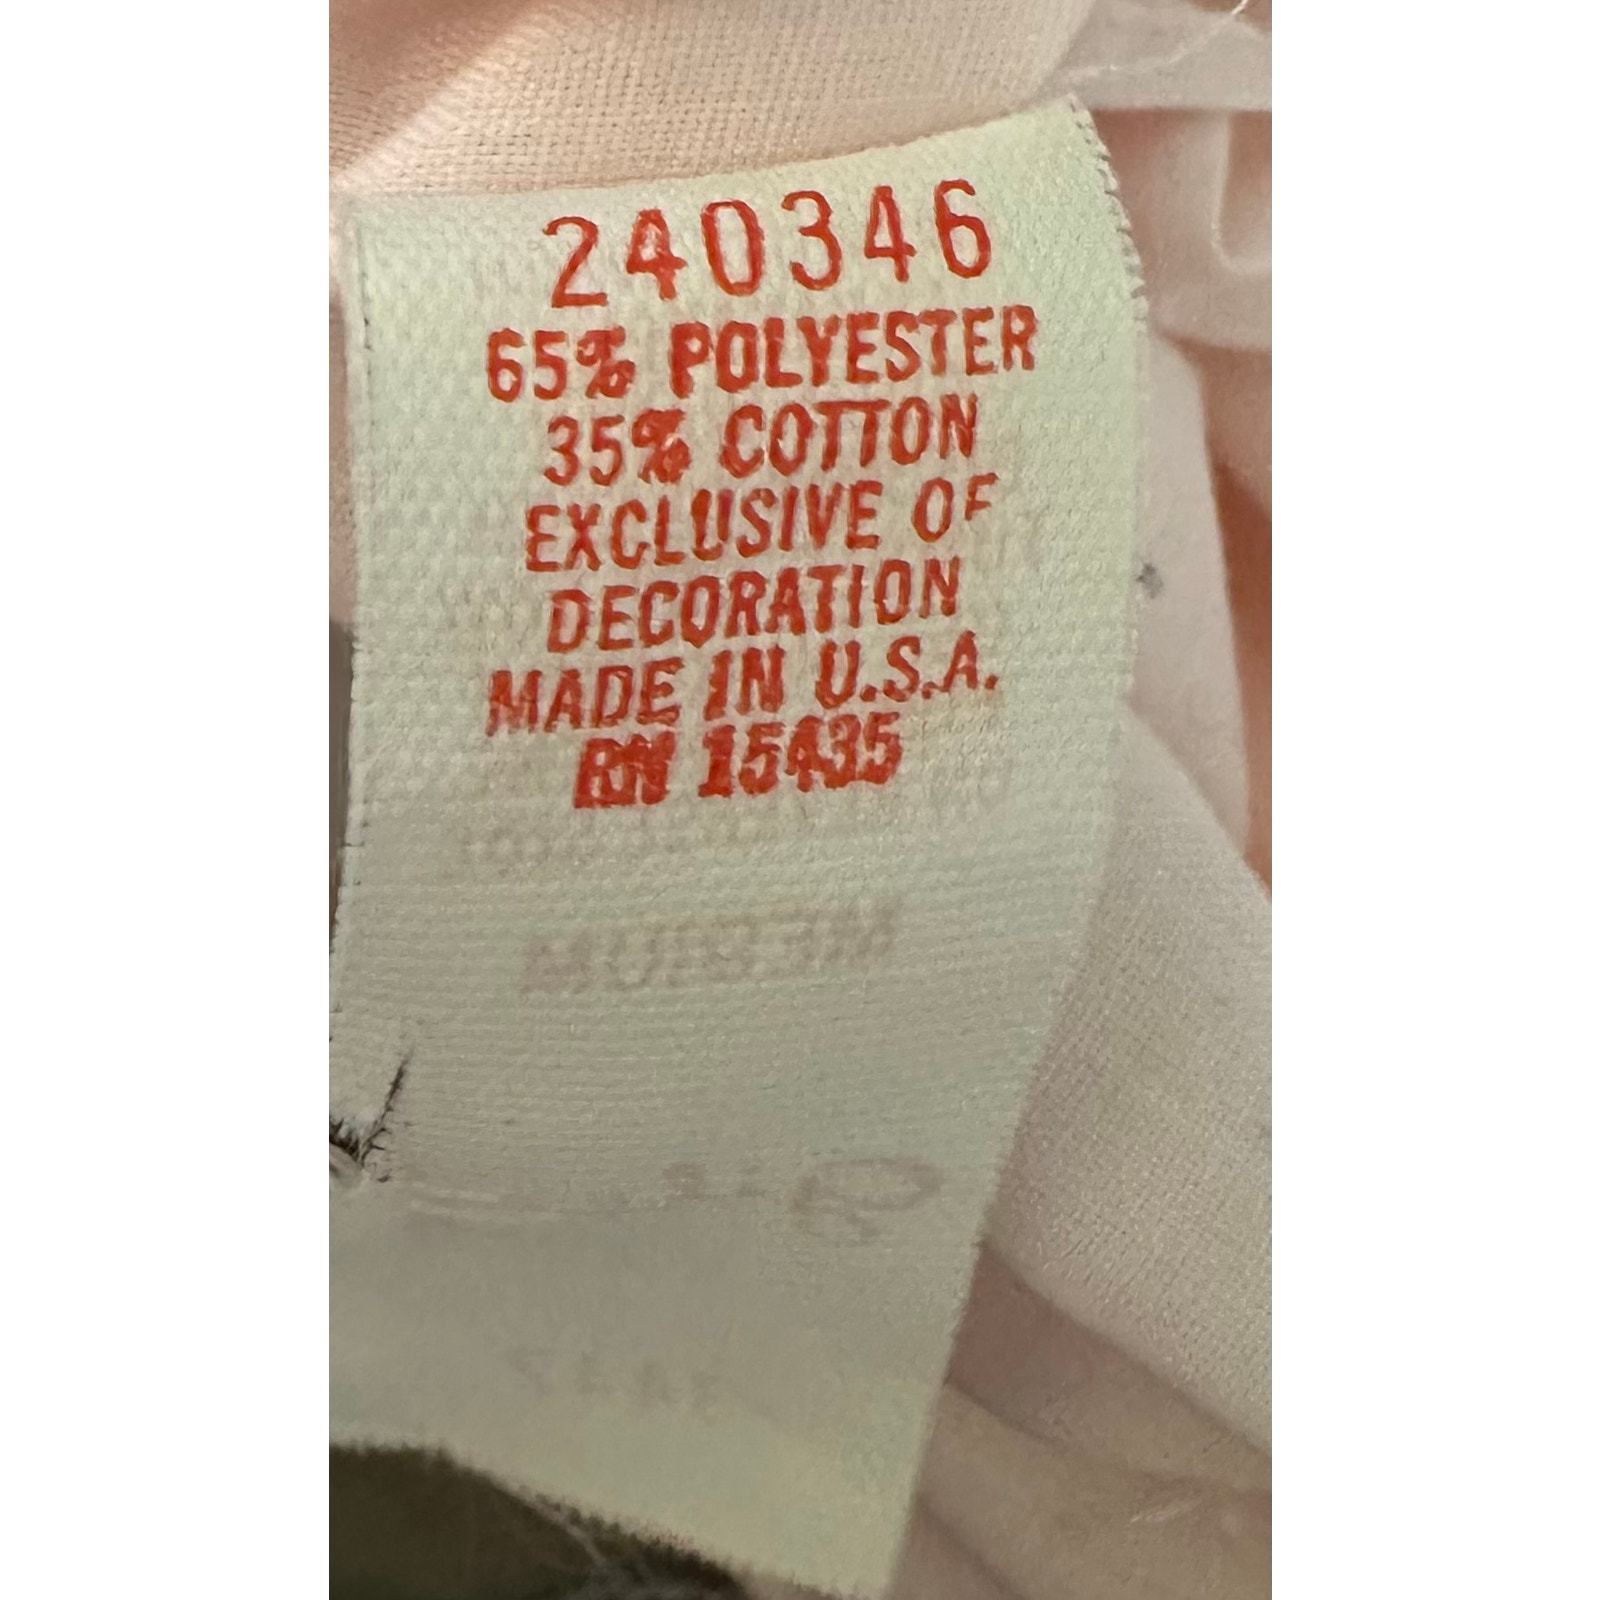 240346
65% POLYESTER
35% COTTON
EXCLUSIVE OF
DECORATION
MADE IN U.S.A.
RN 15435